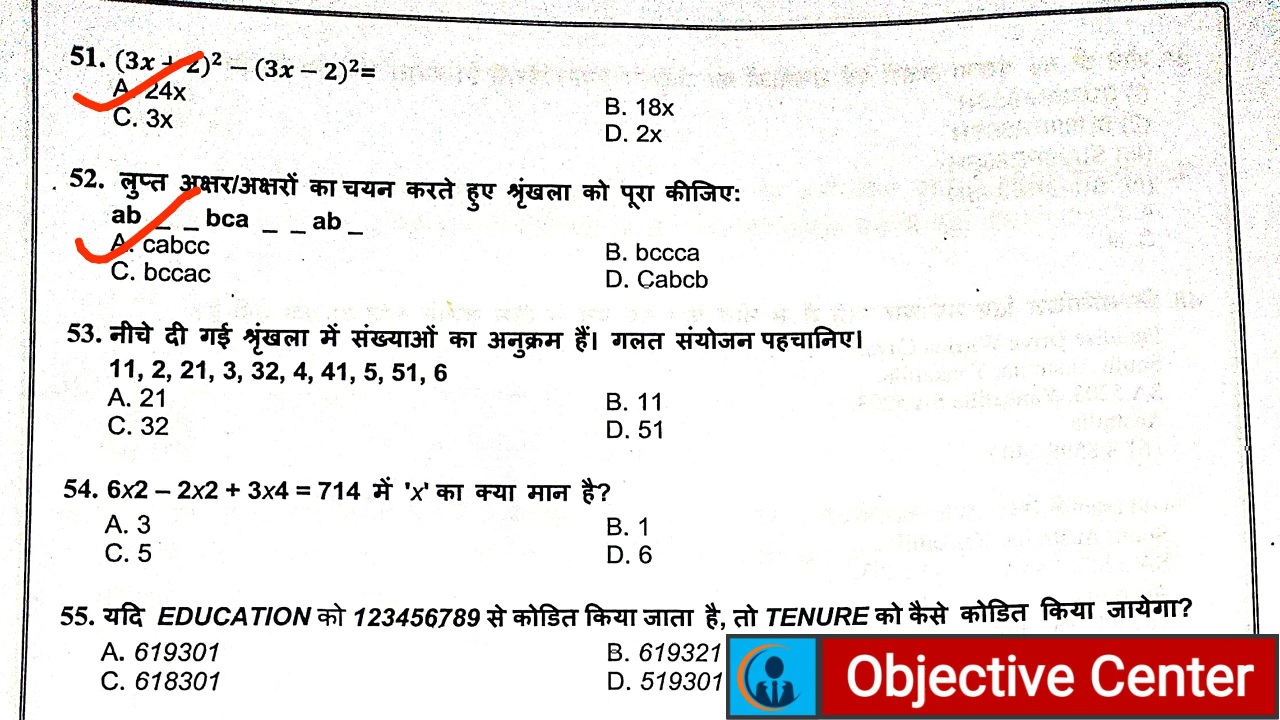 51. (3x + 2)² − (3x − 2)²=
A. 24x
B. 18x
C. 3x
D. 2x
52. लुप्त अक्षर/अक्षरों का चयन करते हुए श्रृंखला को पूरा कीजिए:
ab _ _ bca _ _ ab _
A. cabcc
B. bccca
C. bccac
D. Cabcb
53. नीचे दी गई श्रृंखला में संख्याओं का अनुक्रम हैं। गलत संयोजन पहचानिए।
11, 2, 21, 3, 32, 4, 41, 5, 51, 6
A. 21
B. 11
C. 32
D. 51
54. 6x2 – 2x2 + 3x4 = 714 में 'x' का क्या मान है?
A. 3
B. 1
C. 5
D. 6
55. यदि EDUCATION को 123456789 से कोडित किया जाता है, तो TENURE को कैसे कोडित किया जायेगा?
A. 619301
B. 619321
C. 618301
D. 519301
Objective Center